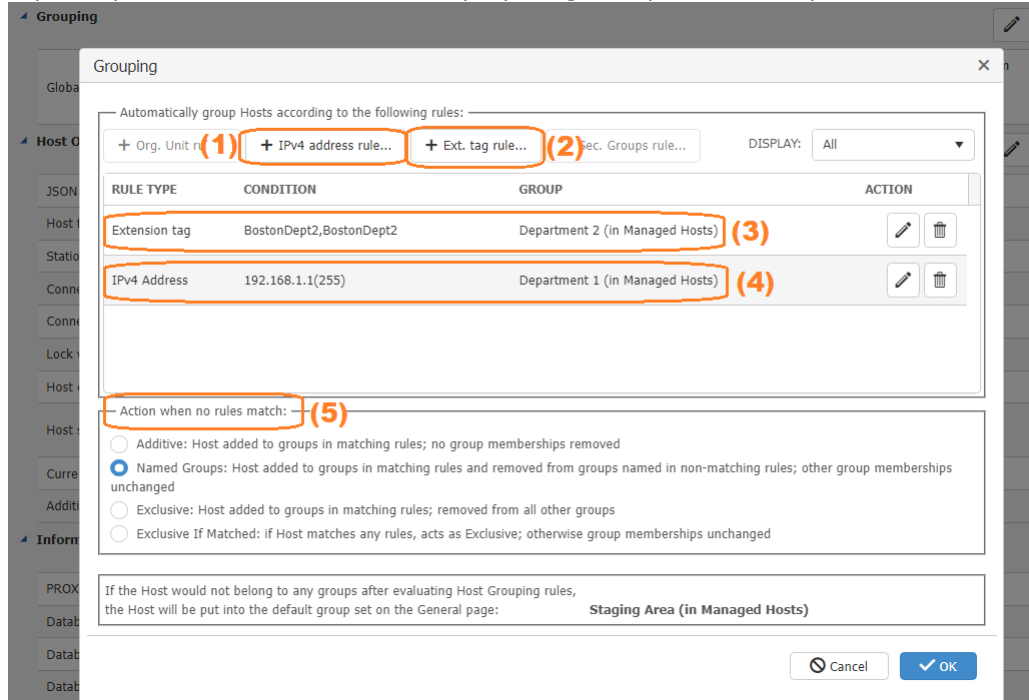 Grouping
Grouping
Globa
Automatically group Hosts according to the following rules:
Host O
+ Org. Unit ru
(1)
+ IPv4 address rule...
+ Ext. tag rule...
(2)
Sec. Groups rule...
DISPLAY:
All
JSON
RULE TYPE
CONDITION
GROUP
ACTION
Host f
Extension tag
BostonDept2,BostonDept2
Department 2 (in Managed Hosts)
(3)
Statio
IPv4 Address
192.168.1.1(255)
Department 1 (in Managed Hosts)
(4)
Conne
Conne
Lock
Host
Action when no rules match:
(5)
Host s
Additive: Host added to groups in matching rules; no group memberships removed
Curre
Named Groups: Host added to groups in matching rules and removed from groups named in non-matching rules; other group memberships
unchanged
Additi
Exclusive: Host added to groups in matching rules; removed from all other groups
Exclusive If Matched: if Host matches any rules, acts as Exclusive; otherwise group memberships unchanged
Inform
PROX
If the Host would not belong to any groups after evaluating Host Grouping rules,
the Host will be put into the default group set on the General page:
Staging Area (in Managed Hosts)
Datab
Datab
Cancel
OK
Datab